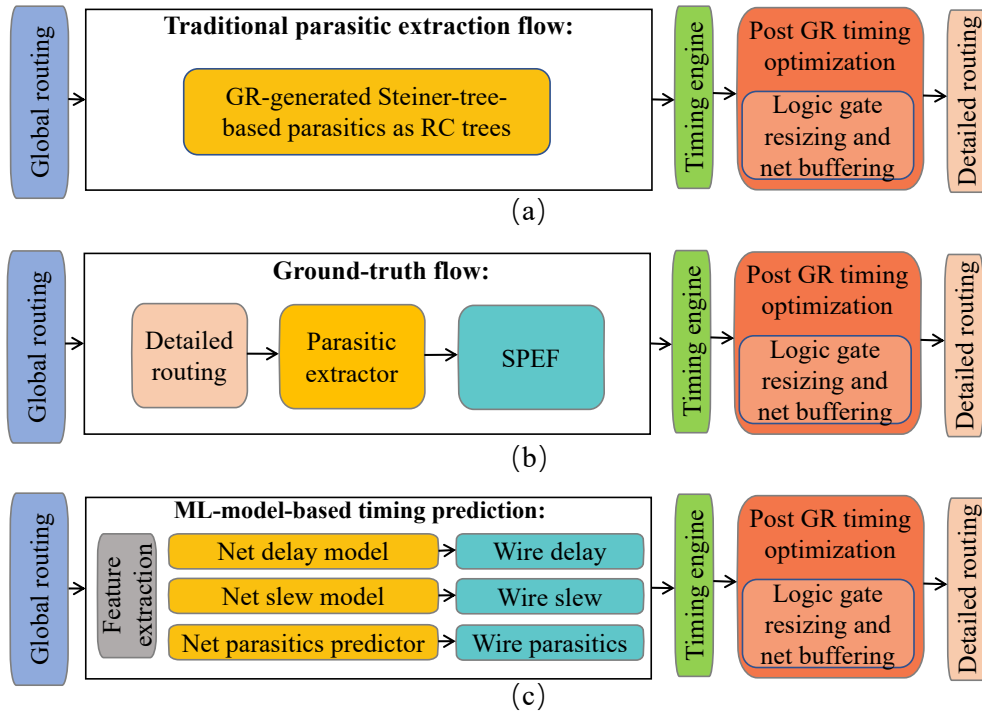 Global routing
Traditional parasitic extraction flow:
GR-generated Steiner-tree-
based parasitics as RC trees
Timing engine
Post GR timing
optimization
Logic gate
resizing and
net buffering
Detailed routing
(a)
Global routing
Ground-truth flow:
Detailed
routing
Parasitic
extractor
SPEF
Timing engine
Post GR timing
optimization
Logic gate
resizing and
net buffering
Detailed routing
(b)
Global routing
ML-model-based timing prediction:
Feature
extraction
Net delay model
Wire delay
Net slew model
Wire slew
Net parasitics predictor
Wire parasitics
Timing engine
Post GR timing
optimization
Logic gate
resizing and
net buffering
Detailed routing
(c)